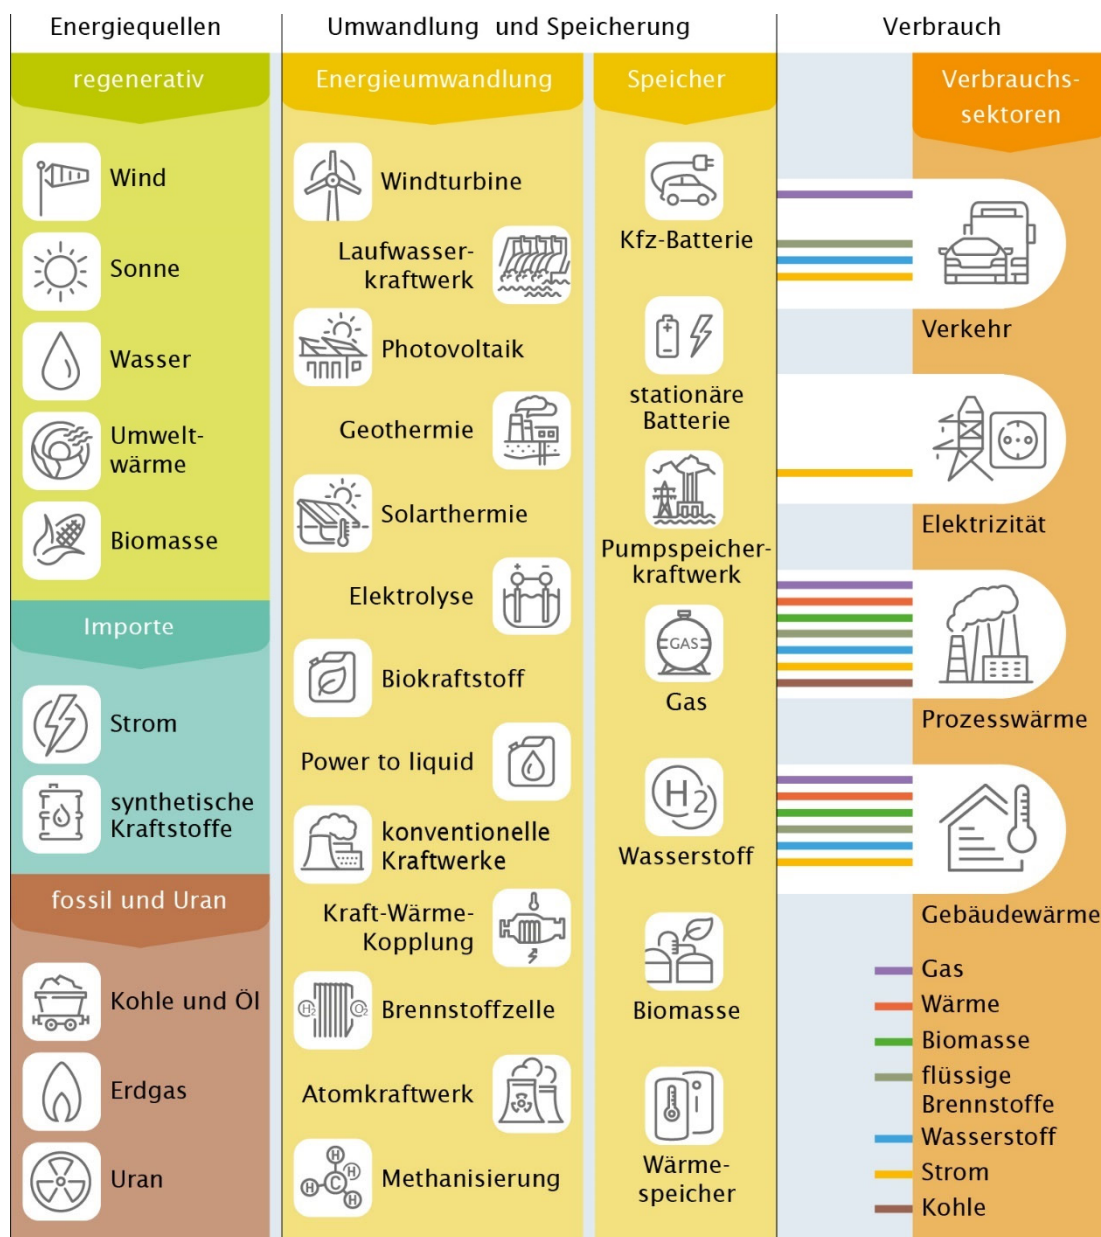 Energiequellen
Umwandlung und Speicherung
Verbrauch
regenerativ
Wind
Sonne
Wasser
Umwelt-
wärme
Biomasse
Importe
Strom
synthetische
Kraftstoffe
fossil und Uran
Kohle und Öl
Erdgas
Uran
Energieumwandlung
Windturbine
Laufwasser-
kraftwerk
Photovoltaik
Geothermie
Solarthermie
Elektrolyse
+ -
Biokraftstoff
Power to liquid
konventionelle
Kraftwerke
Kraft-Wärme-
Kopplung
H2 O2
Brennstoffzelle
Atomkraftwerk
H
H C H
H
Methanisierung
Speicher
Kfz-Batterie
+
-
stationäre
Batterie
Pumpspeicher-
kraftwerk
GAS
Gas
H2
Wasserstoff
Biomasse
Wärme-
speicher
Verbrauchs-
sektoren
Verkehr
Elektrizität
Prozesswärme
Gebäudewärme
Gas
Wärme
Biomasse
flüssige
Brennstoffe
Wasserstoff
Strom
Kohle